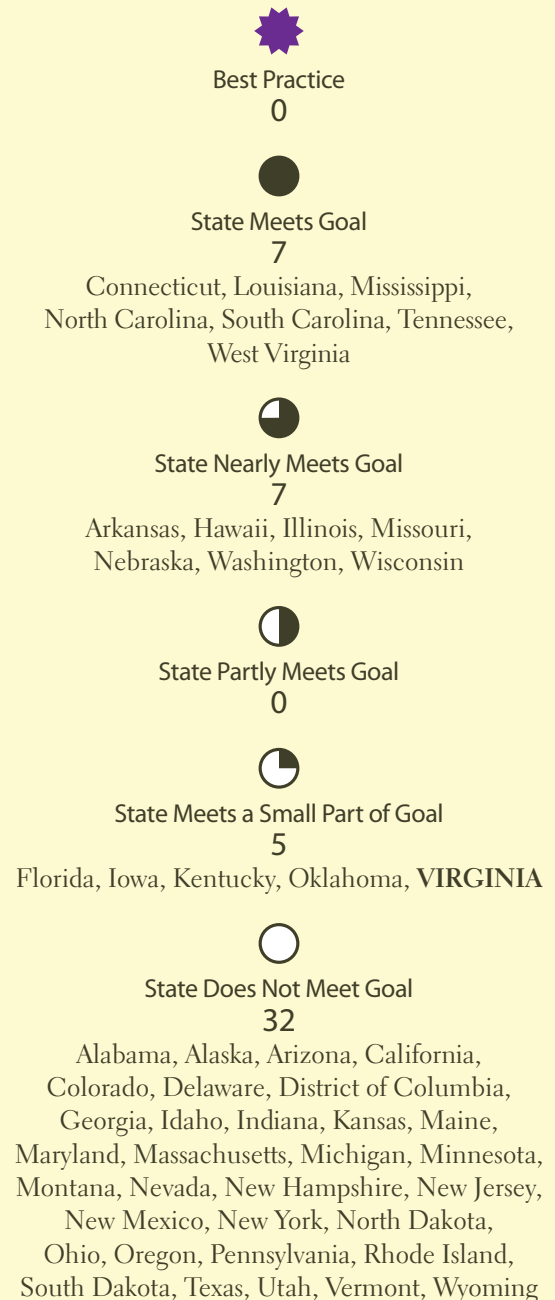 Best Practice
0
State Meets Goal
7
Connecticut, Louisiana, Mississippi,
North Carolina, South Carolina, Tennessee,
West Virginia
State Nearly Meets Goal
7
Arkansas, Hawaii, Illinois, Missouri,
Nebraska, Washington, Wisconsin
State Partly Meets Goal
0
State Meets a Small Part of Goal
5
Florida, Iowa, Kentucky, Oklahoma, VIRGINIA
State Does Not Meet Goal
32
Alabama, Alaska, Arizona, California,
Colorado, Delaware, District of Columbia,
Georgia, Idaho, Indiana, Kansas, Maine,
Maryland, Massachusetts, Michigan, Minnesota,
Montana, Nevada, New Hampshire, New Jersey,
New Mexico, New York, North Dakota,
Ohio, Oregon, Pennsylvania, Rhode Island,
South Dakota, Texas, Utah, Vermont, Wyoming